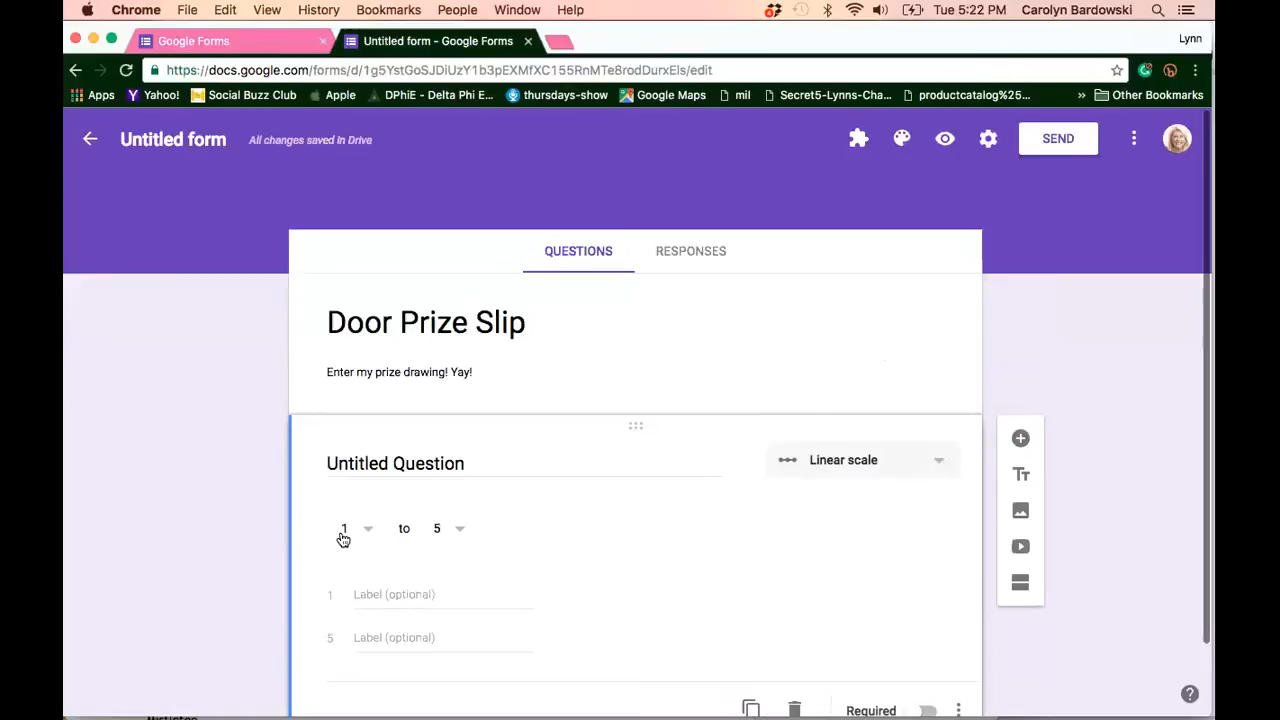 Chrome File Edit View History Bookmarks People Window Help Tue 5:22 PM Carolyn Bardowski
Google Forms × Untitled form - Google Forms × Lynn
https://docs.google.com/forms/d/1g5YstGoSJDiUzY1b3pEXMfXC155RnMTe8rodDurxEls/edit
Apps Yahoo! Social Buzz Club Apple DPhiE - Delta Phi E... thursdays-show Google Maps mil Secret5-Lynns-Cha... productcatalog%25... » Other Bookmarks
Untitled form All changes saved in Drive SEND
QUESTIONS RESPONSES
Door Prize Slip
Enter my prize drawing! Yay!
Untitled Question Linear scale
1 to 5
1 Label (optional)
5 Label (optional)
Required